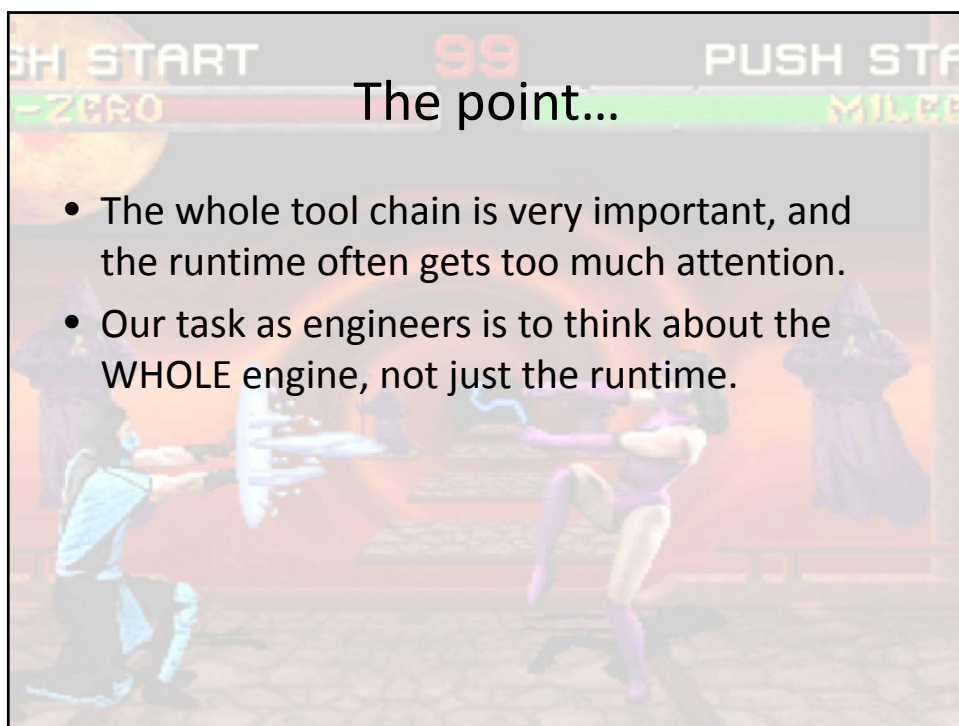 SH START 99 PUSH STA
-ZERO MILEE
The point…
• The whole tool chain is very important, and
the runtime often gets too much attention.
• Our task as engineers is to think about the
WHOLE engine, not just the runtime.